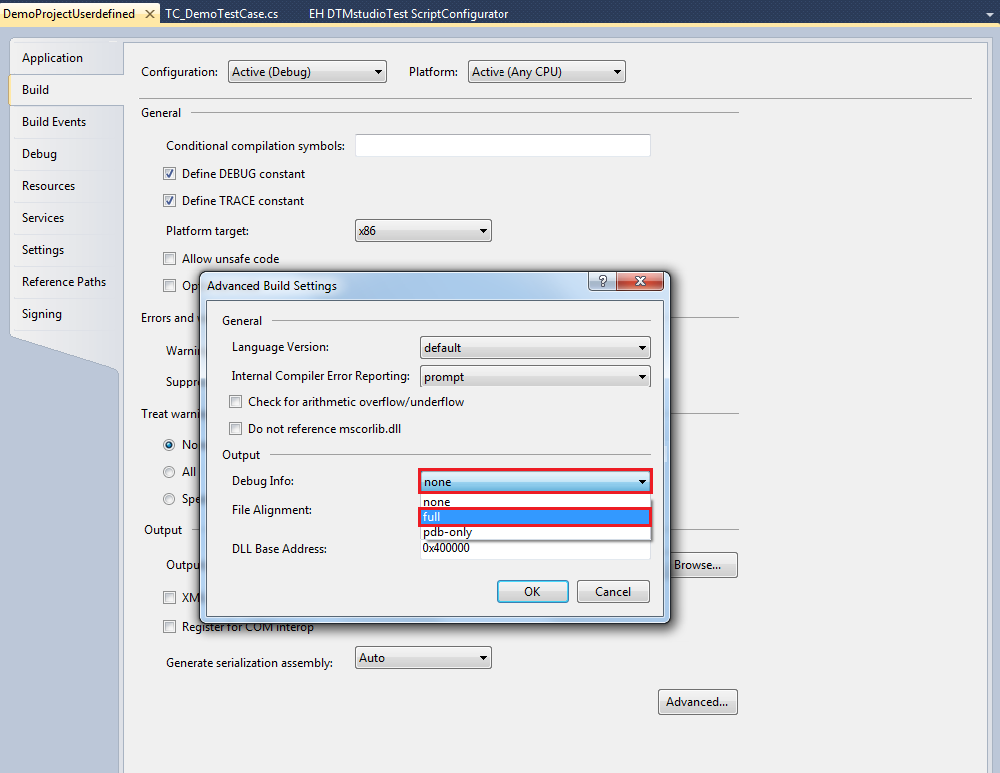 DemoProjectUserdefined TC_DemoTestCase.cs EH DTMstudioTest ScriptConfigurator
Application
Build
Build Events
Debug
Resources
Services
Settings
Reference Paths
Signing
Configuration: Active (Debug) Platform: Active (Any CPU)
General
Conditional compilation symbols:
Define DEBUG constant
Define TRACE constant
Platform target: x86
Allow unsafe code
Op
Errors and
Warni
Suppr
Treat warni
No
All
Spe
Output
Outpu Browse...
XM
Register for COM interop
Generate serialization assembly: Auto
Advanced...
Advanced Build Settings ?
General
Language Version: default
Internal Compiler Error Reporting: prompt
Check for arithmetic overflow/underflow
Do not reference mscorlib.dll
Output
Debug Info: none
none
File Alignment: full
pdb-only
DLL Base Address: 0x400000
OK Cancel